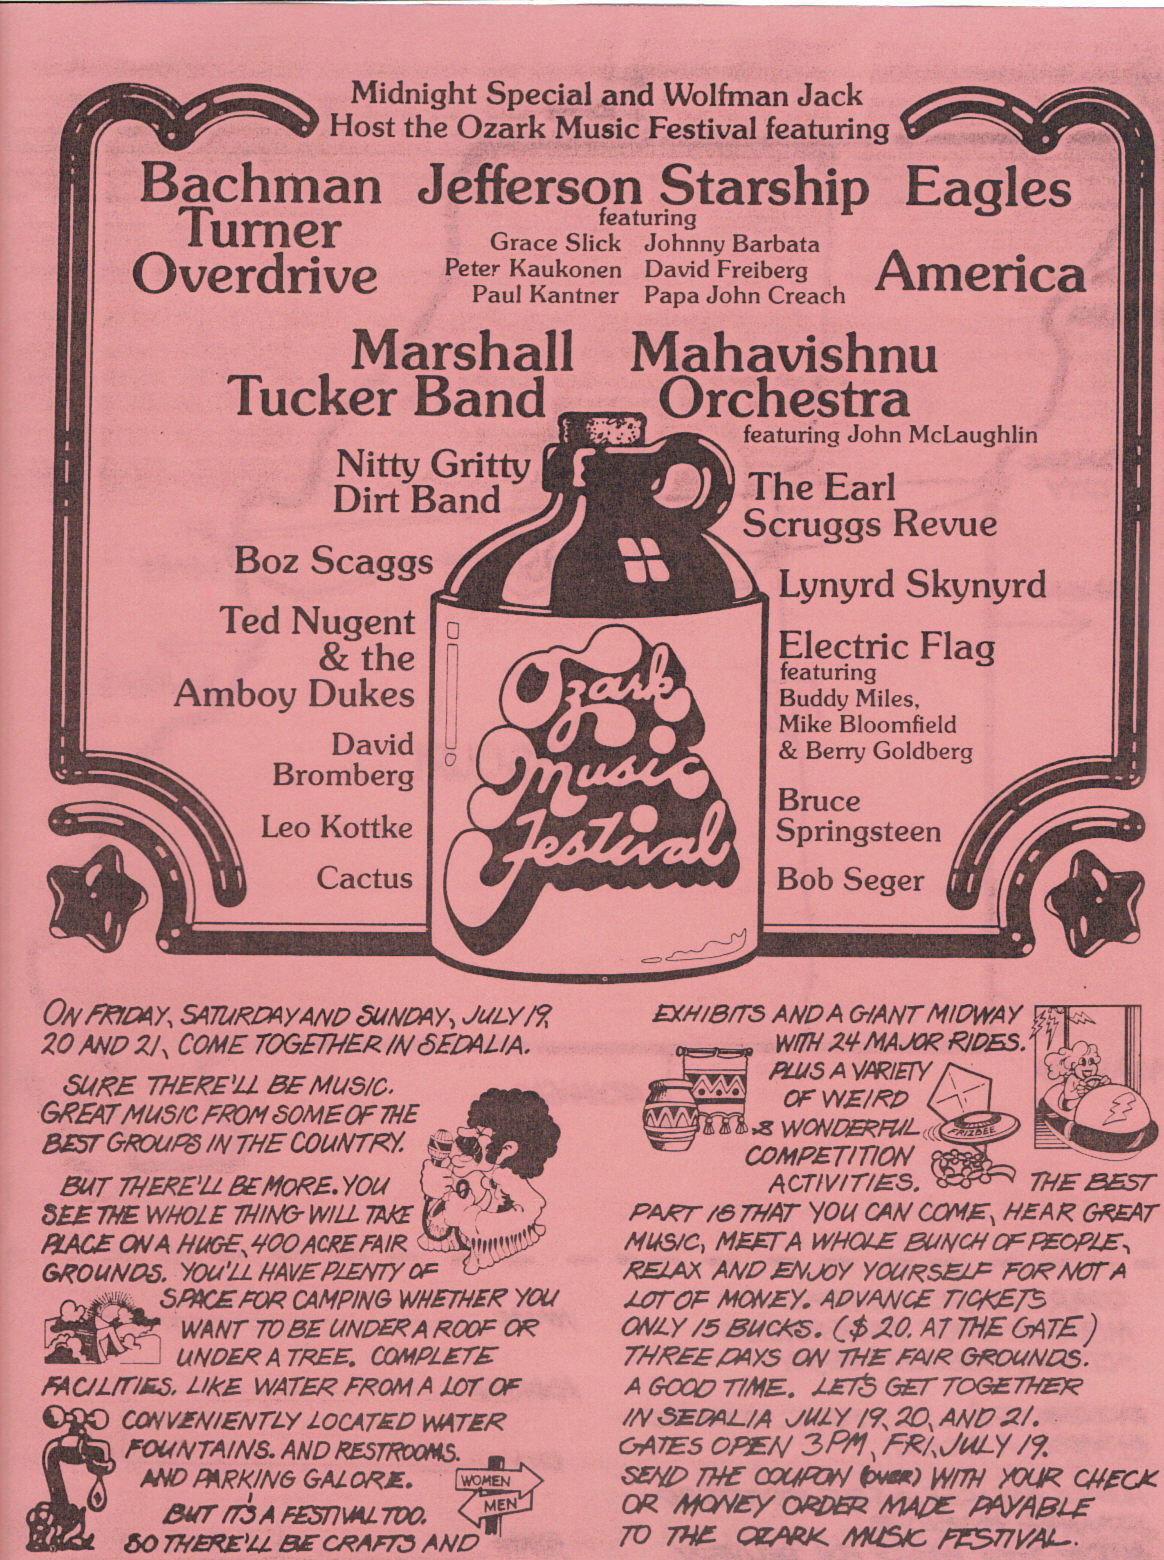 Midnight Special and Wolfman Jack
Host the Ozark Music Festival featuring
Bachman
Turner
Overdrive
Jefferson Starship
featuring
Grace Slick Johnny Barbata
Peter Kaukonen David Freiberg
Paul Kantner Papa John Creach
Eagles
America
Marshall
Tucker Band
Mahavishnu
Orchestra
featuring John McLaughlin
Nitty Gritty
Dirt Band
Boz Scaggs
Ted Nugent
& the
Amboy Dukes
David
Bromberg
Leo Kottke
Cactus
Ozark
Music
Festival
The Earl
Scruggs Revue
Lynyrd Skynyrd
Electric Flag
featuring
Buddy Miles,
Mike Bloomfield
& Berry Goldberg
Bruce
Springsteen
Bob Seger
ON FRIDAY, SATURDAY AND SUNDAY, JULY 19,
20 AND 21, COME TOGETHER IN SEDALIA.
SURE THERE'LL BE MUSIC.
GREAT MUSIC FROM SOME OF THE
BEST GROUPS IN THE COUNTRY.
BUT THERE'LL BE MORE. YOU
SEE THE WHOLE THING WILL TAKE
PLACE ON A HUGE, 400 ACRE FAIR
GROUNDS. YOU'LL HAVE PLENTY OF
SPACE FOR CAMPING WHETHER YOU
WANT TO BE UNDER A ROOF OR
UNDER A TREE. COMPLETE
FACILITIES. LIKE WATER FROM A LOT OF
CONVENIENTLY LOCATED WATER
FOUNTAINS. AND RESTROOMS.
AND PARKING GALORE.
WOMEN
MEN
BUT IT'S A FESTIVAL TOO.
SO THERE'LL BE CRAFTS AND
EXHIBITS AND A GIANT MIDWAY
WITH 24 MAJOR RIDES.
PLUS A VARIETY
OF WEIRD
& WONDERFUL
COMPETITION
ACTIVITIES.
FRIZBEE
THE BEST
PART IS THAT YOU CAN COME, HEAR GREAT
MUSIC, MEET A WHOLE BUNCH OF PEOPLE,
RELAX AND ENJOY YOURSELF FOR NOT A
LOT OF MONEY. ADVANCE TICKETS
ONLY 15 BUCKS. ($20. AT THE GATE)
THREE DAYS ON THE FAIR GROUNDS.
A GOOD TIME. LET'S GET TOGETHER
IN SEDALIA JULY 19, 20, AND 21.
GATES OPEN 3 PM, FRI, JULY 19.
SEND THE COUPON (OVER) WITH YOUR CHECK
OR MONEY ORDER MADE PAYABLE
TO THE OZARK MUSIC FESTIVAL.